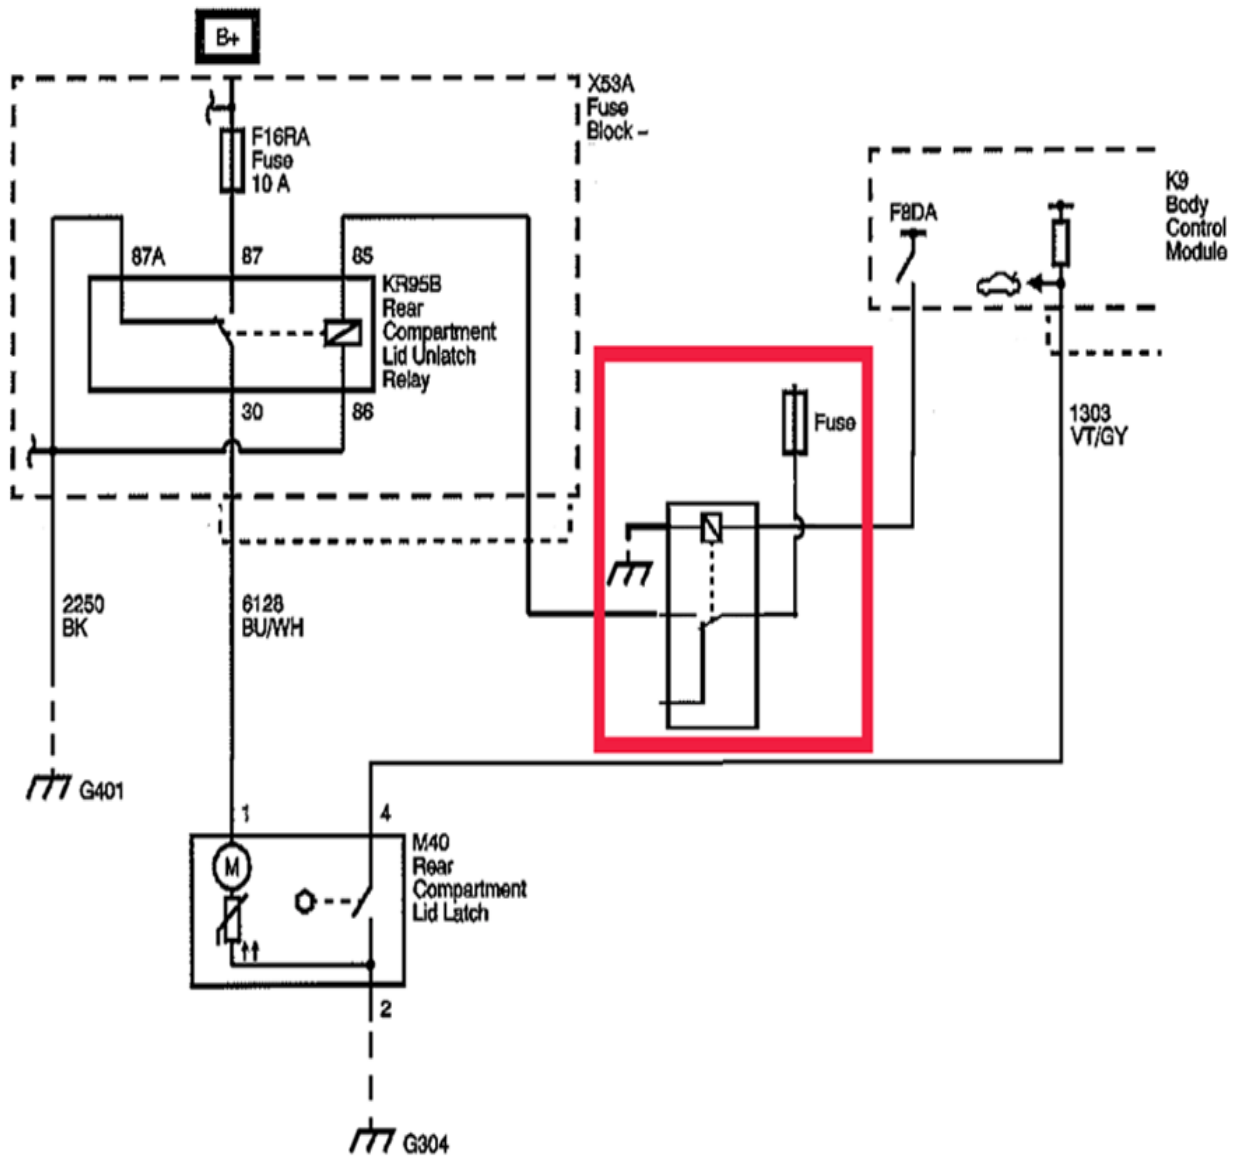 B+
X53A
Fuse
Block –
F16RA
Fuse
10 A
K9
Body
Control
Module
F8DA
87A
87
85
KR95B
Rear
Compartment
Lid Unlatch
Relay
30
86
Fuse
1303
VT/GY
2250
BK
6128
BU/WH
G401
1
4
M40
Rear
Compartment
Lid Latch
M
2
G304